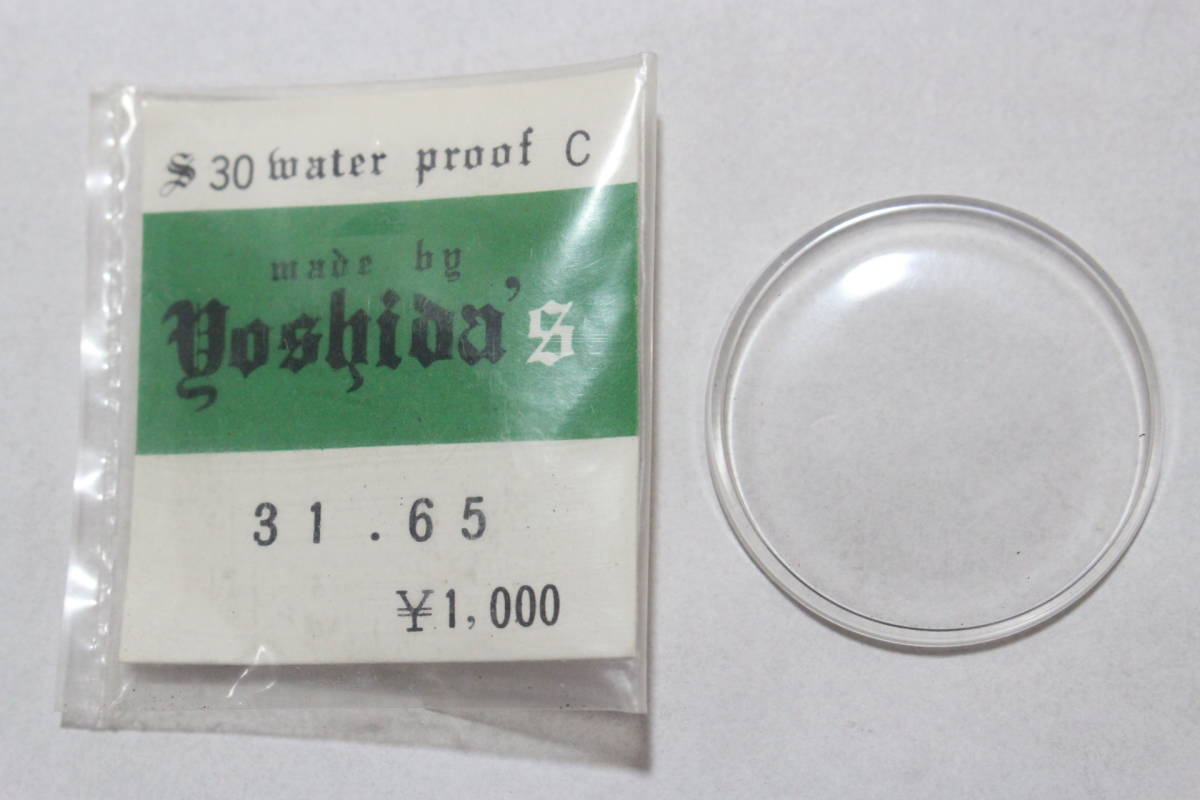 S 30 water proof C
made by
Yoshida's
31.65
¥1,000